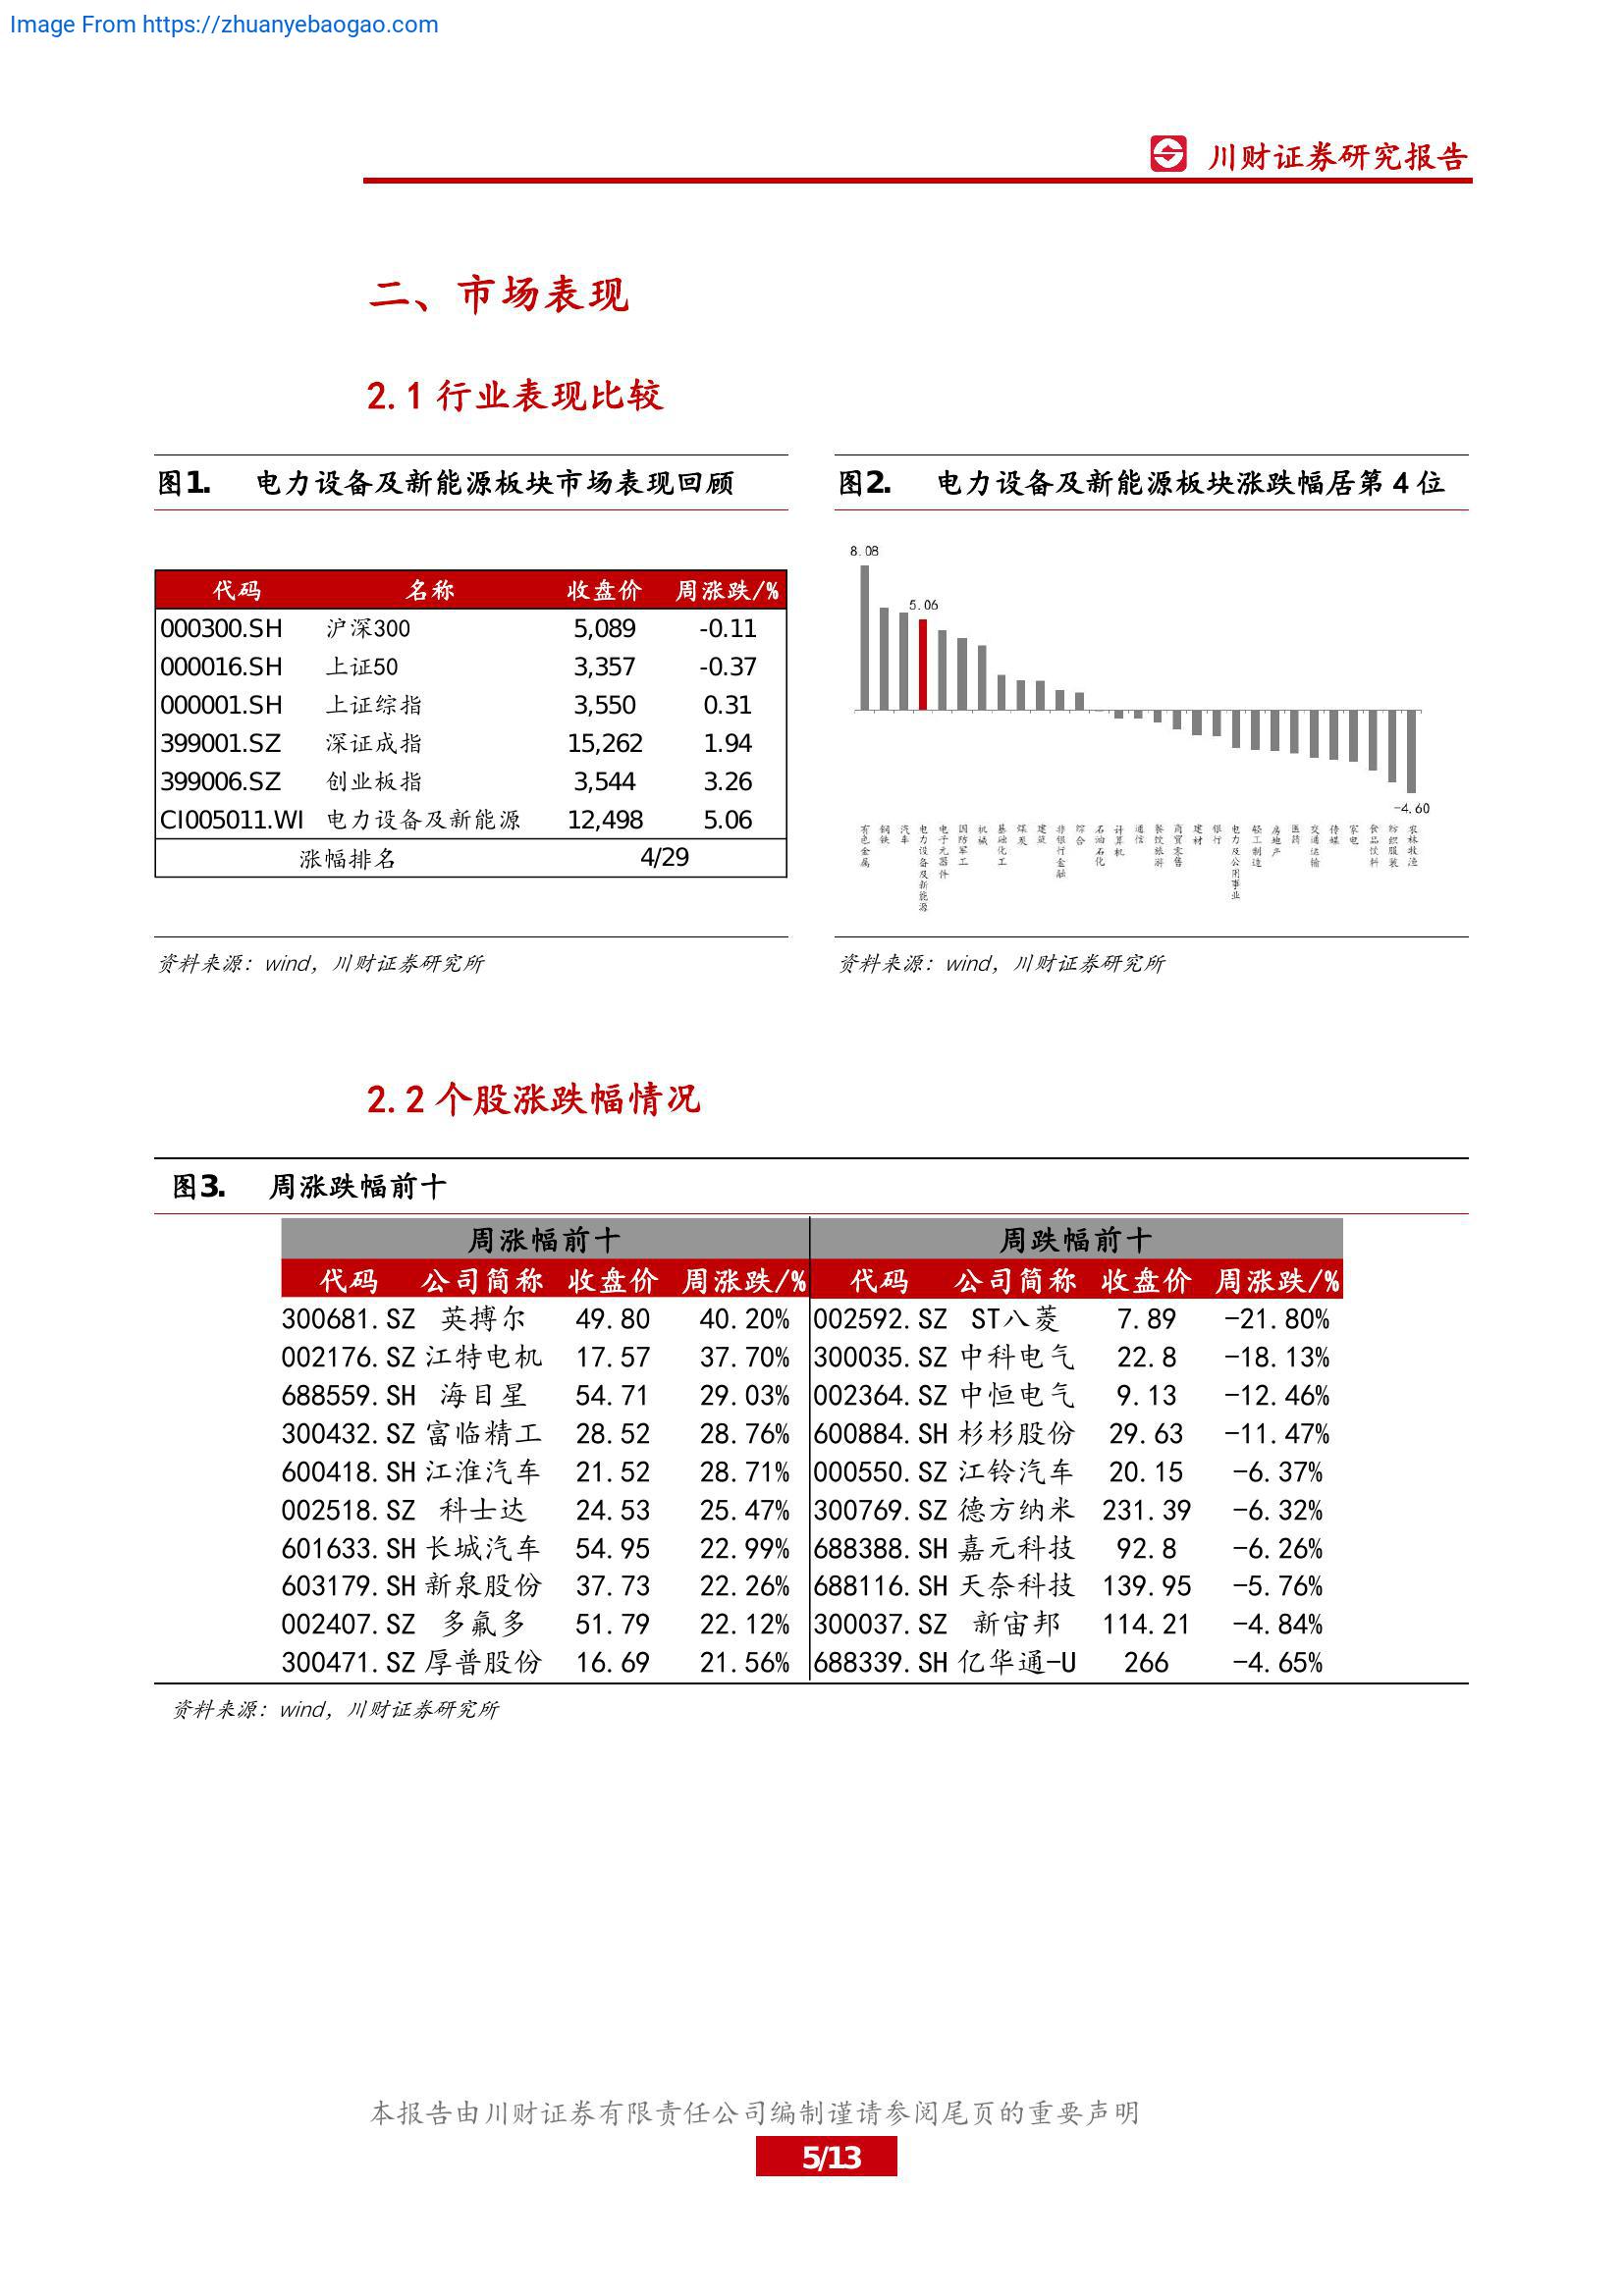 Image From https://zhuanyebaogao.com
川财证券研究报告
二、市场表现
2.1 行业表现比较
图1. 电力设备及新能源板块市场表现回顾
代码 名称 收盘价 周涨跌/%
000300.SH 沪深300 5,089 -0.11
000016.SH 上证50 3,357 -0.37
000001.SH 上证综指 3,550 0.31
399001.SZ 深证成指 15,262 1.94
399006.SZ 创业板指 3,544 3.26
CI005011.WI 电力设备及新能源 12,498 5.06
涨幅排名 4/29
资料来源：wind，川财证券研究所
图2. 电力设备及新能源板块涨跌幅居第 4 位
8.08
5.06
-4.60
有色金属
钢铁
汽车
电力设备及新能源
电子元器件
国防军工
机械
基础化工
煤炭
建筑
非银行金融
综合
石油石化
计算机
通信
餐饮旅游
商贸零售
建材
银行
电力及公用事业
轻工制造
房地产
医药
交通运输
传媒
家电
食品饮料
纺织服装
农林牧渔
资料来源：wind，川财证券研究所
2.2 个股涨跌幅情况
图3. 周涨跌幅前十
周涨幅前十 周跌幅前十
代码 公司简称 收盘价 周涨跌/% 代码 公司简称 收盘价 周涨跌/%
300681.SZ 英搏尔 49.80 40.20% 002592.SZ ST八菱 7.89 -21.80%
002176.SZ 江特电机 17.57 37.70% 300035.SZ 中科电气 22.8 -18.13%
688559.SH 海目星 54.71 29.03% 002364.SZ 中恒电气 9.13 -12.46%
300432.SZ 富临精工 28.52 28.76% 600884.SH 杉杉股份 29.63 -11.47%
600418.SH 江淮汽车 21.52 28.71% 000550.SZ 江铃汽车 20.15 -6.37%
002518.SZ 科士达 24.53 25.47% 300769.SZ 德方纳米 231.39 -6.32%
601633.SH 长城汽车 54.95 22.99% 688388.SH 嘉元科技 92.8 -6.26%
603179.SH 新泉股份 37.73 22.26% 688116.SH 天奈科技 139.95 -5.76%
002407.SZ 多氟多 51.79 22.12% 300037.SZ 新宙邦 114.21 -4.84%
300471.SZ 厚普股份 16.69 21.56% 688339.SH 亿华通-U 266 -4.65%
资料来源：wind，川财证券研究所
本报告由川财证券有限责任公司编制谨请参阅尾页的重要声明
5/13